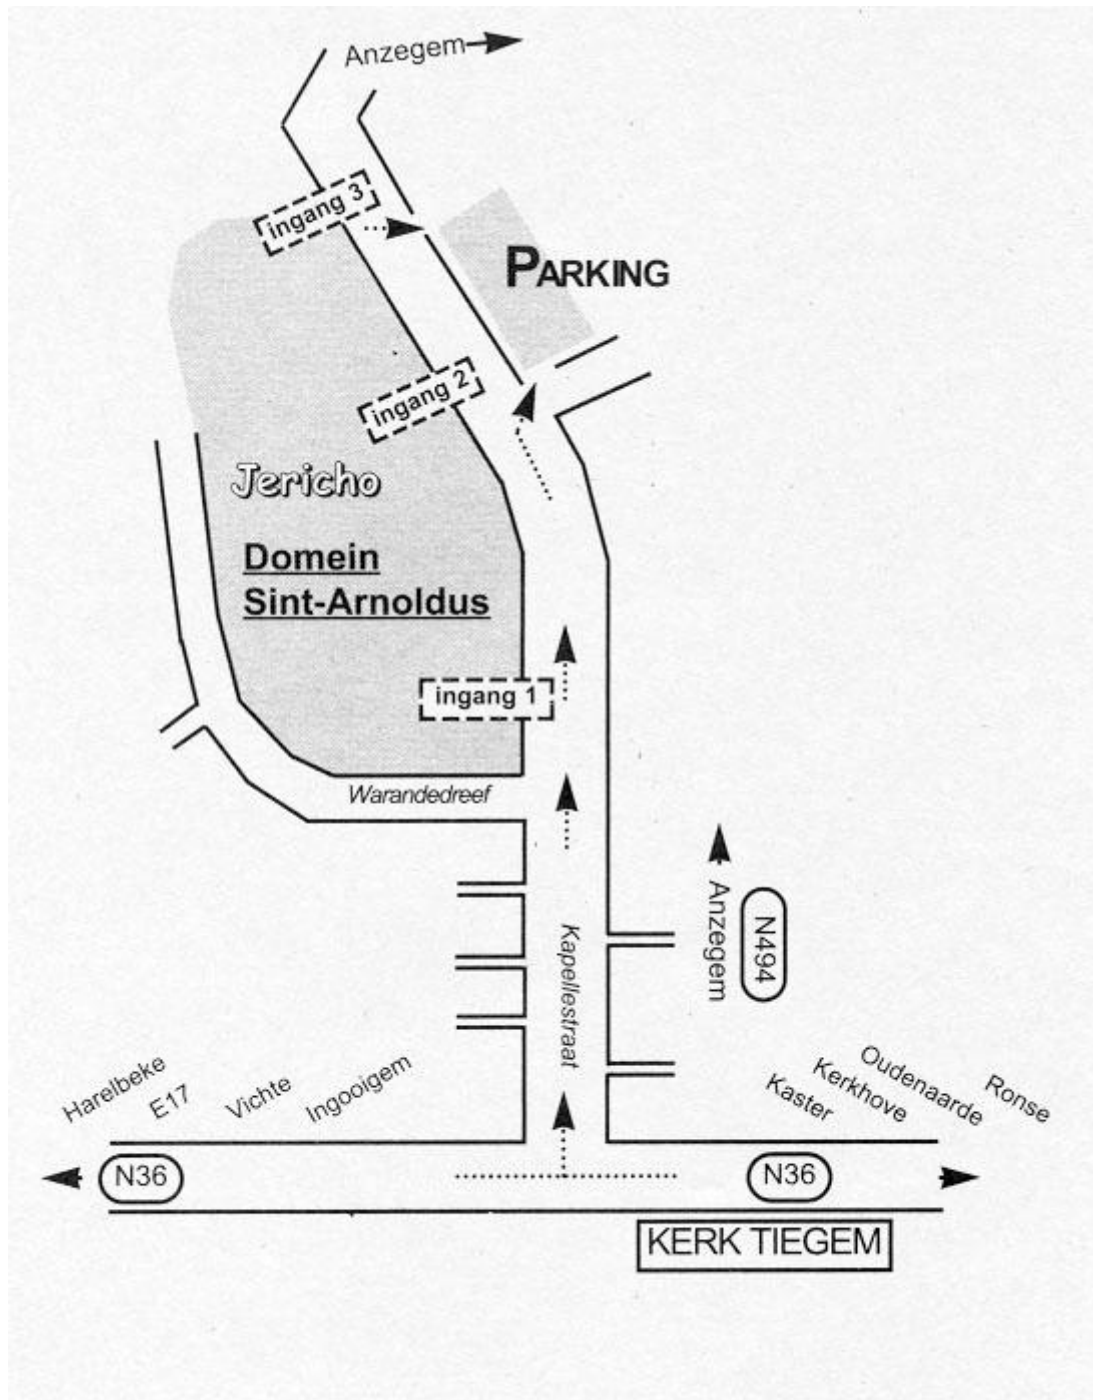 Anzegem
ingang 3
PARKING
ingang 2
Jericho
Domein
Sint-Arnoldus
ingang 1
Warandedreef
Kapellestraat
Anzegem
N494
Harelbeke
E17
Vichte
Ingooigem
Kaster
Kerkhove
Oudenaarde
Ronse
N36
N36
KERK TIEGEM